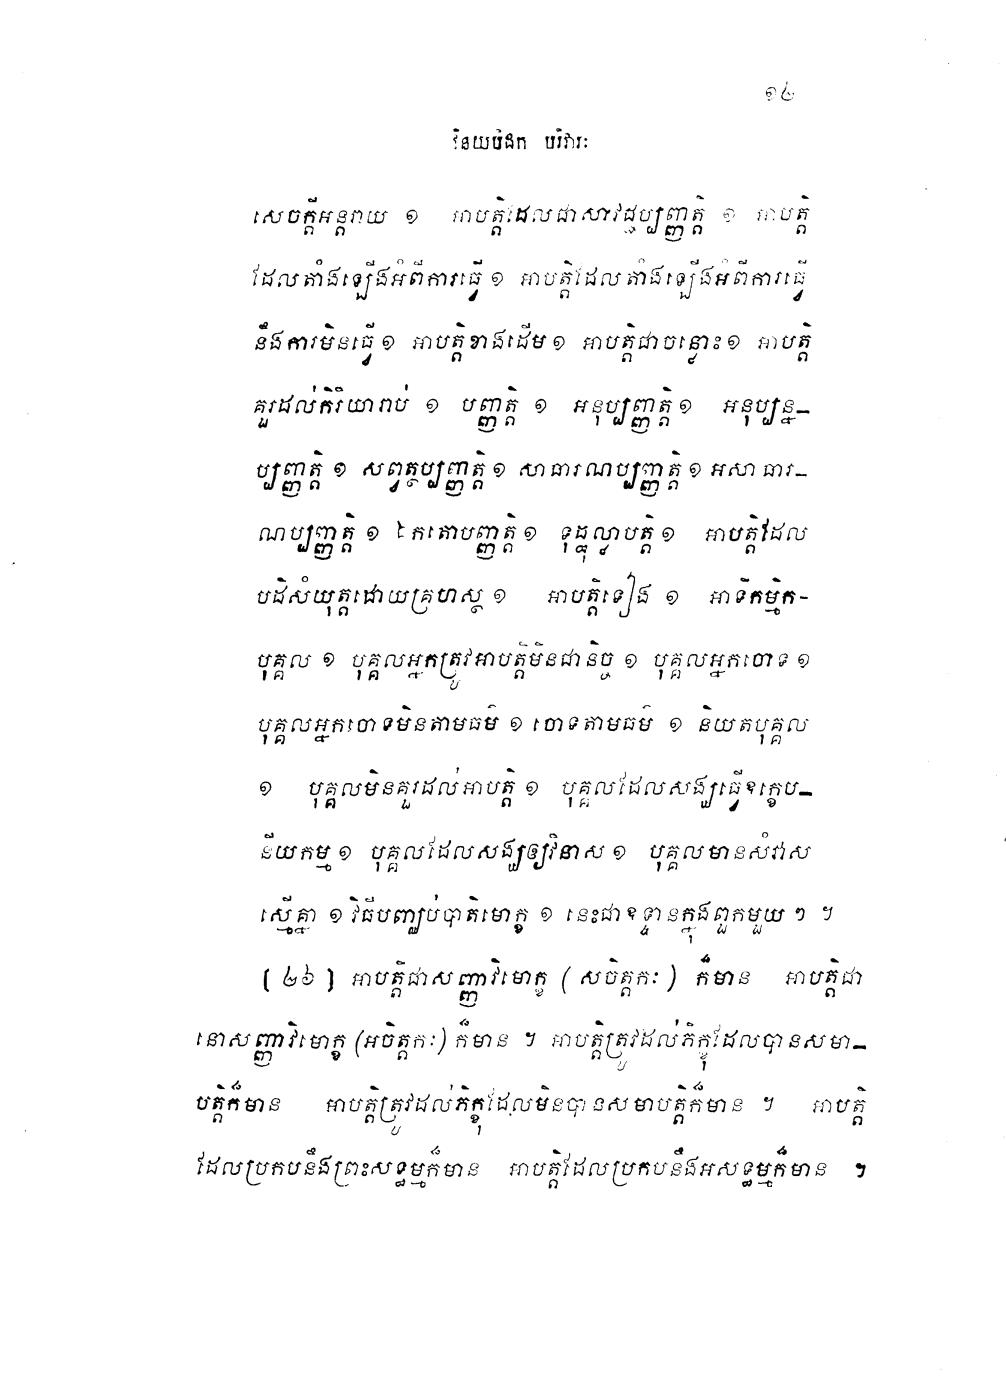 ១៤
វិនយបិដក បរិវារៈ
សេចក្តីអន្តរាយ ១ អាបត្តិដែលជាសាវជ្ជប្បញ្ញត្តិ ១ អាបត្តិ
ដែលតាំងឡើងអំពីការធ្វើ ១ អាបត្តិដែលតាំងឡើងអំពីការធ្វើ
នឹងការមិនធ្វើ ១ អាបត្តិខាងដើម ១ អាបត្តិជាចន្លោះ ១ អាបត្តិ
គួរដល់កិរិយារាប់ ១ បញ្ញត្តិ ១ អនុប្បញ្ញត្តិ ១ អនុប្បន្ន-
ប្បញ្ញត្តិ ១ សព្វត្ថប្បញ្ញត្តិ ១ សាធារណប្បញ្ញត្តិ ១ អសាធារ-
ណប្បញ្ញត្តិ ១ ឯកតោបញ្ញត្តិ ១ ទុដ្ឋុល្លាបត្តិ ១ អាបត្តិដែល
បដិសំយុត្តដោយគ្រហស្ថ ១ អាបត្តិទៀង ១ អាទិកម្មិក-
បុគ្គល ១ បុគ្គលអ្នកត្រូវអាបត្តិមិនជានិច្ច ១ បុគ្គលអ្នកចោទ ១
បុគ្គលអ្នកចោទមិនតាមធម៌ ១ ចោទតាមធម៌ ១ និយតបុគ្គល
១ បុគ្គលមិនគួរដល់អាបត្តិ ១ បុគ្គលដែលសង្ឃធ្វើឧក្ខេប-
នីយកម្ម ១ បុគ្គលដែលសង្ឃឲ្យវិនាស ១ បុគ្គលមានសំវាស
ស្មើគ្នា ១ វិធីបញ្ឈប់បាតិមោក្ខ ១ នេះជាឧទ្ទានក្នុងពួកមួយ ៗ ។
[ ២៦ ] អាបត្តិជាសញ្ញាវិមោក្ខ (សចិត្តកៈ) ក៏មាន អាបត្តិជា
នោសញ្ញាវិមោក្ខ (អចិត្តកៈ) ក៏មាន ។ អាបត្តិត្រូវដល់ភិក្ខុដែលបានសមា-
បត្តិក៏មាន អាបត្តិត្រូវដល់ភិក្ខុដែលមិនបានសមាបត្តិក៏មាន ។ អាបត្តិ
ដែលប្រកបនឹងព្រះសទ្ធម្មក៏មាន អាបត្តិដែលប្រកបនឹងអសទ្ធម្មក៏មាន ។